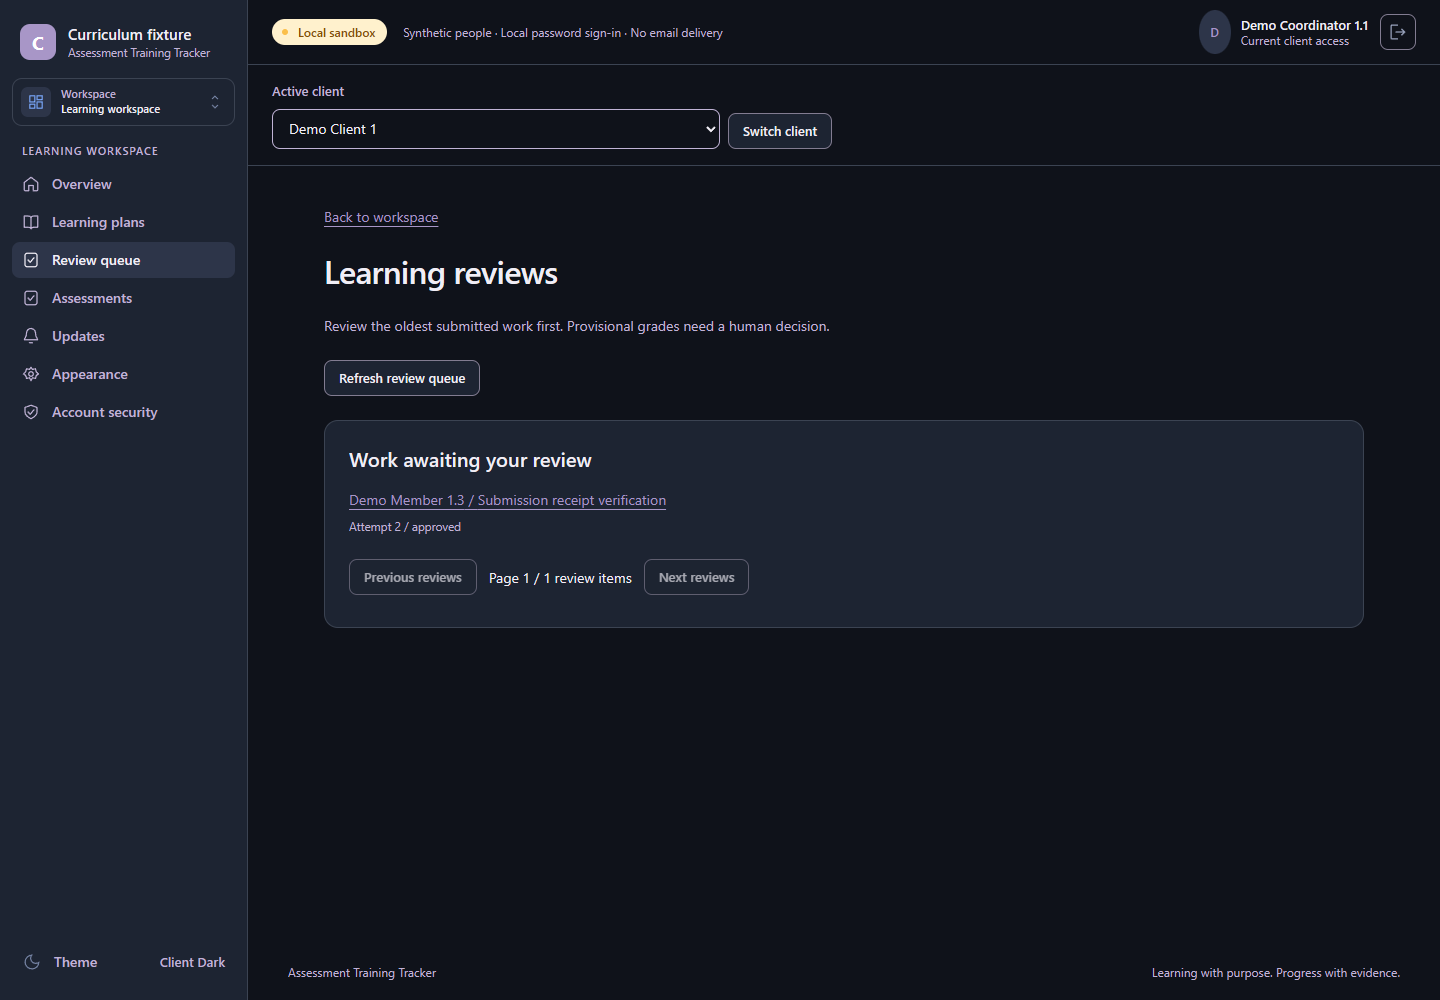 C
Curriculum fixture
Assessment Training Tracker
Workspace
Learning workspace
LEARNING WORKSPACE
Overview
Learning plans
Review queue
Assessments
Updates
Appearance
Account security
Theme
Client Dark
Local sandbox
Synthetic people · Local password sign-in · No email delivery
D
Demo Coordinator 1.1
Current client access
Active client
Demo Client 1
Switch client
Back to workspace
Learning reviews
Review the oldest submitted work first. Provisional grades need a human decision.
Refresh review queue
Work awaiting your review
Demo Member 1.3 / Submission receipt verification
Attempt 2 / approved
Previous reviews
Page 1 / 1 review items
Next reviews
Assessment Training Tracker
Learning with purpose. Progress with evidence.